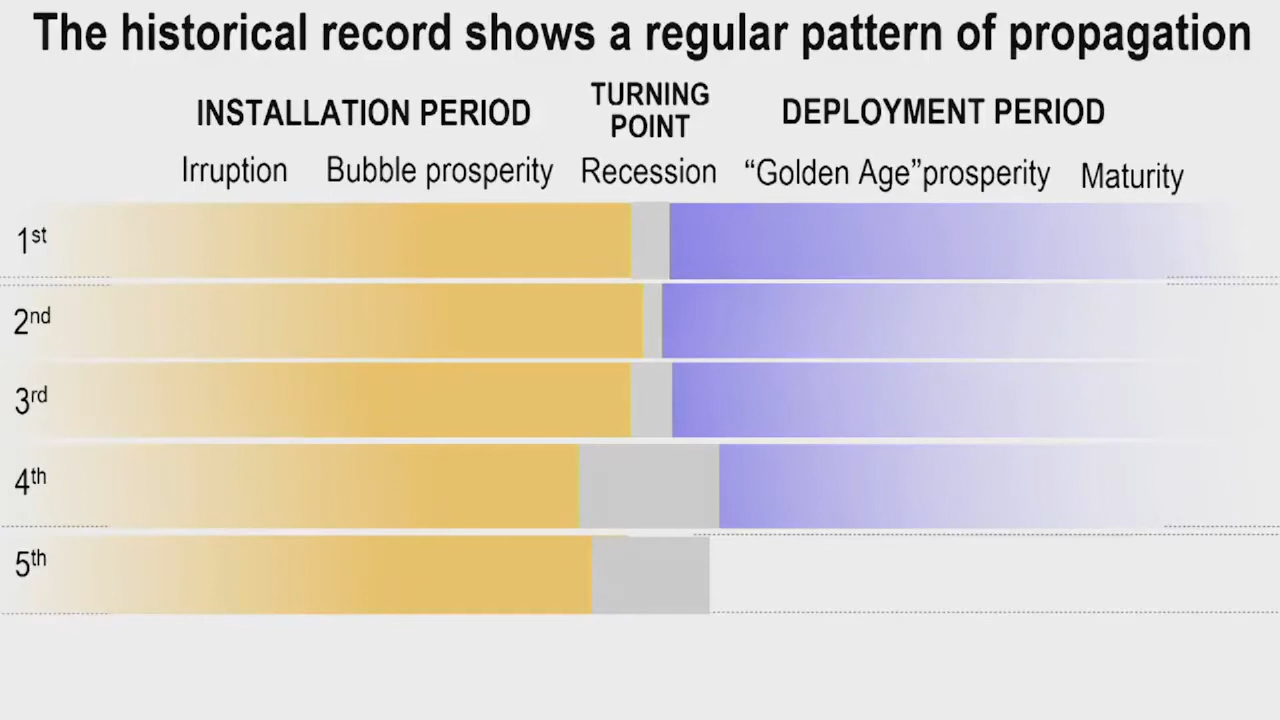 The historical record shows a regular pattern of propagation
INSTALLATION PERIOD
TURNING
POINT
DEPLOYMENT PERIOD
Irruption
Bubble prosperity
Recession
“Golden Age”prosperity
Maturity
1st
2nd
3rd
4th
5th